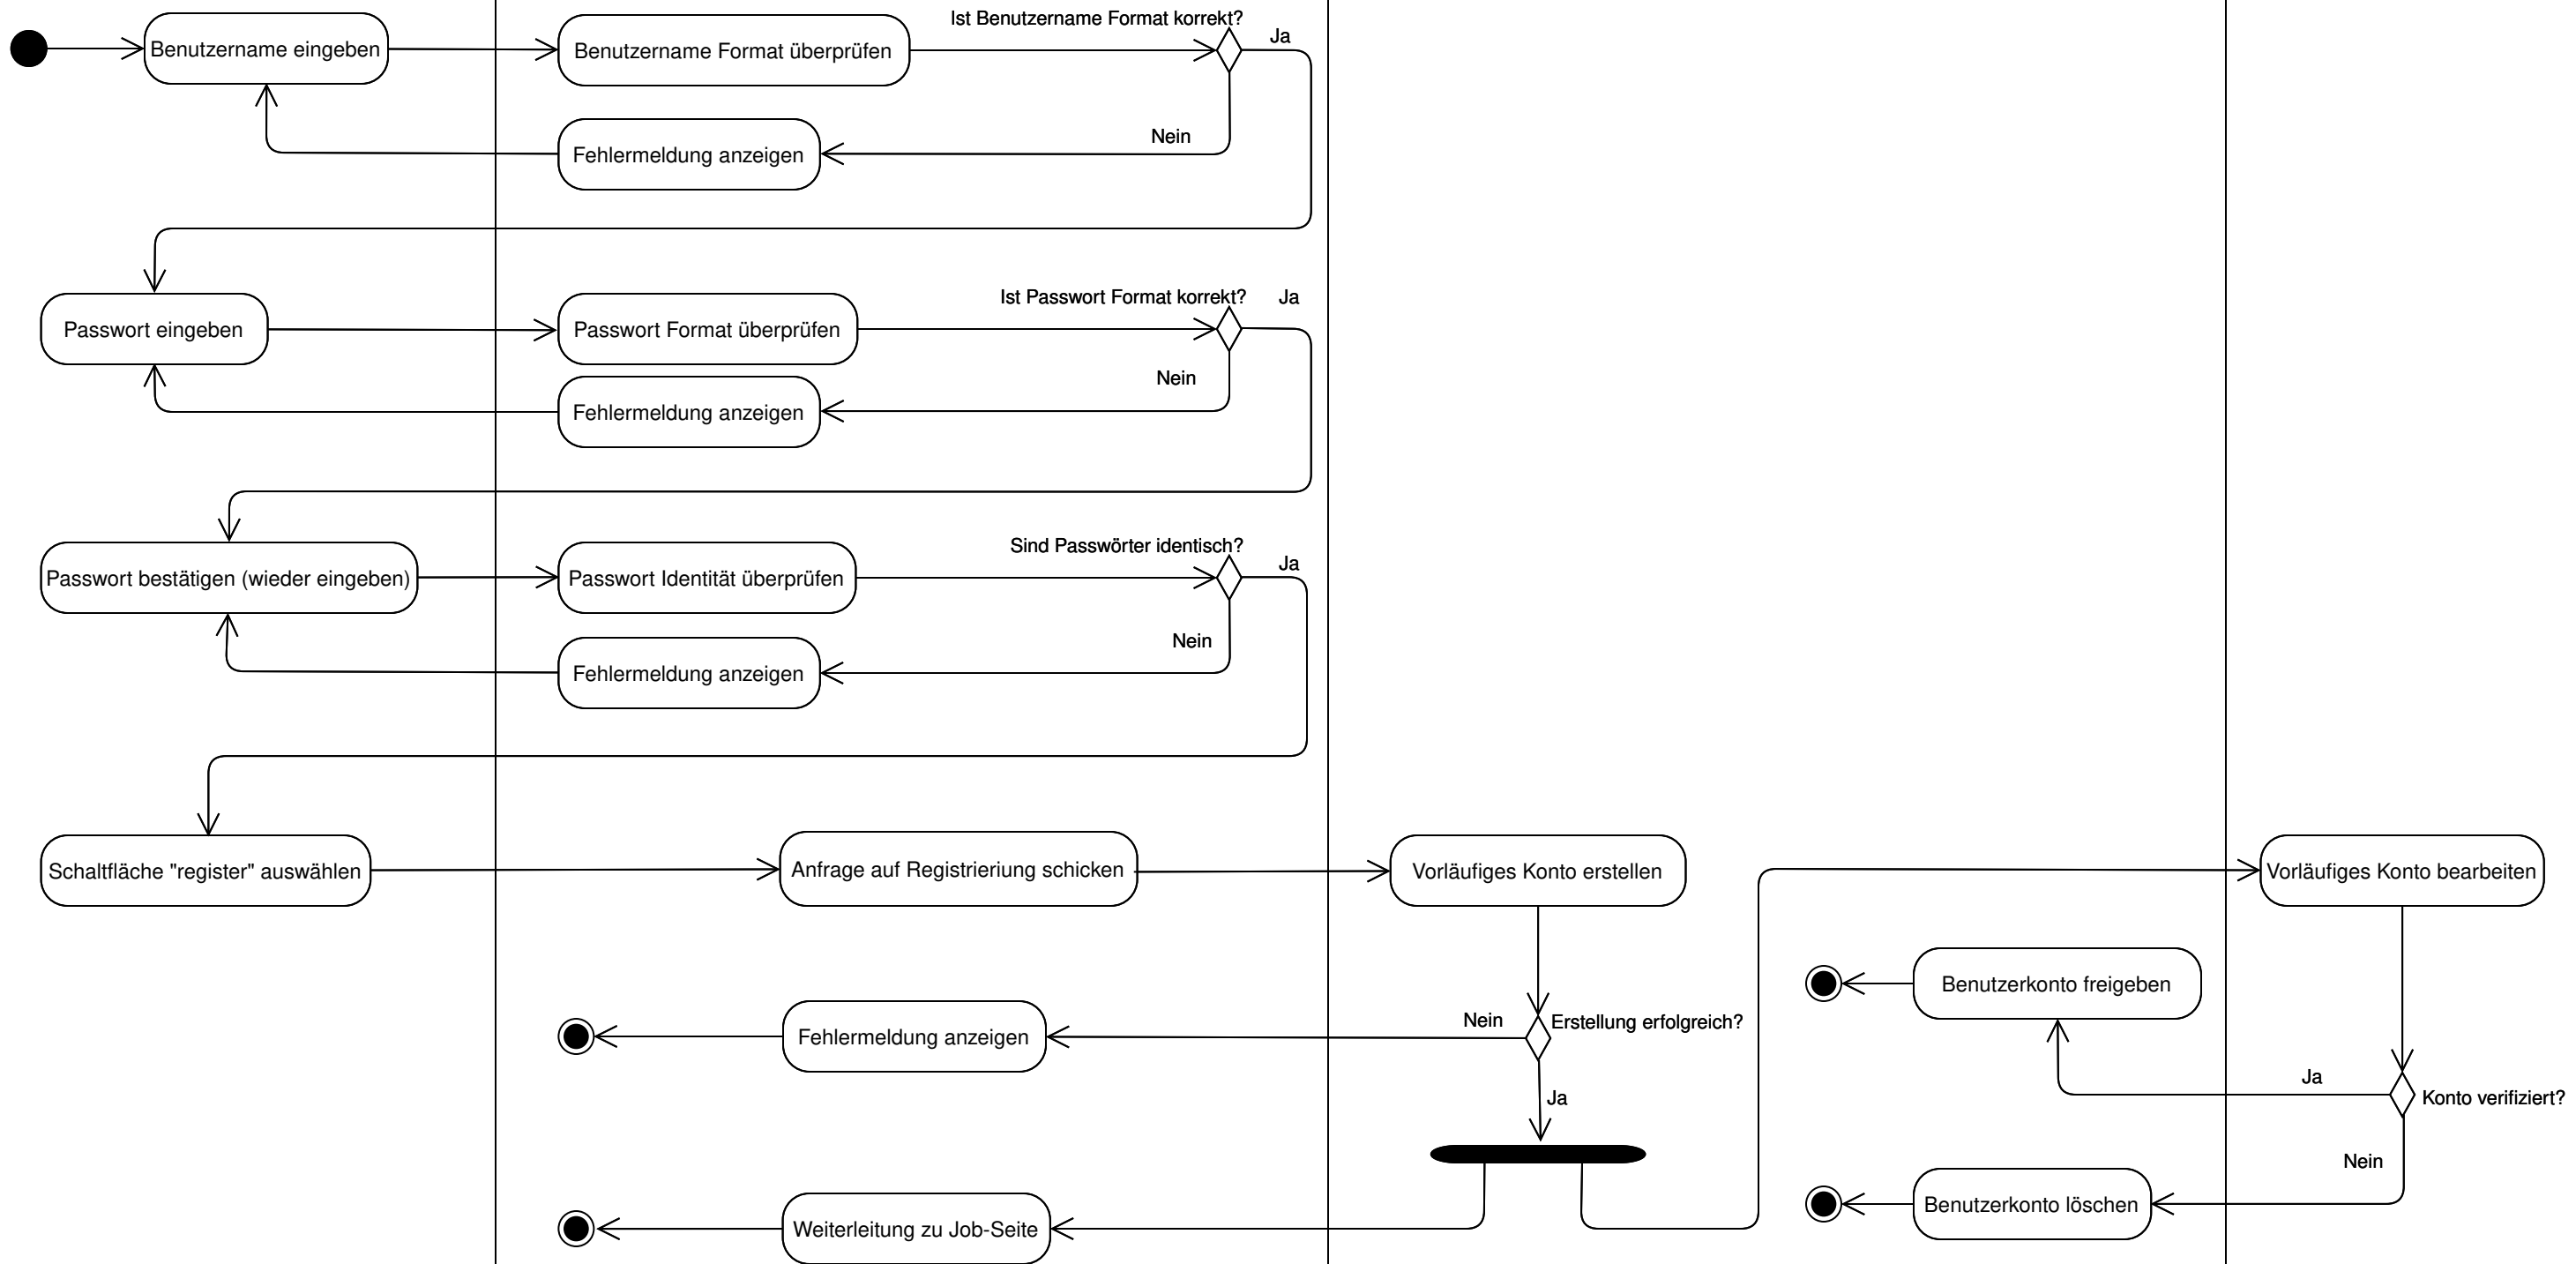 Ist Benutzername Format korrekt?
Ja
Benutzername eingeben
Benutzername Format überprüfen
Nein
Fehlermeldung anzeigen
Ist Passwort Format korrekt?
Ja
Passwort eingeben
Passwort Format überprüfen
Nein
Fehlermeldung anzeigen
Sind Passwörter identisch?
Ja
Passwort bestätigen (wieder eingeben)
Passwort Identität überprüfen
Nein
Fehlermeldung anzeigen
Schaltfläche "register" auswählen
Anfrage auf Registrieriung schicken
Vorläufiges Konto erstellen
Vorläufiges Konto bearbeiten
Benutzerkonto freigeben
Nein
Erstellung erfolgreich?
Fehlermeldung anzeigen
Ja
Ja
Konto verifiziert?
Nein
Benutzerkonto löschen
Weiterleitung zu Job-Seite